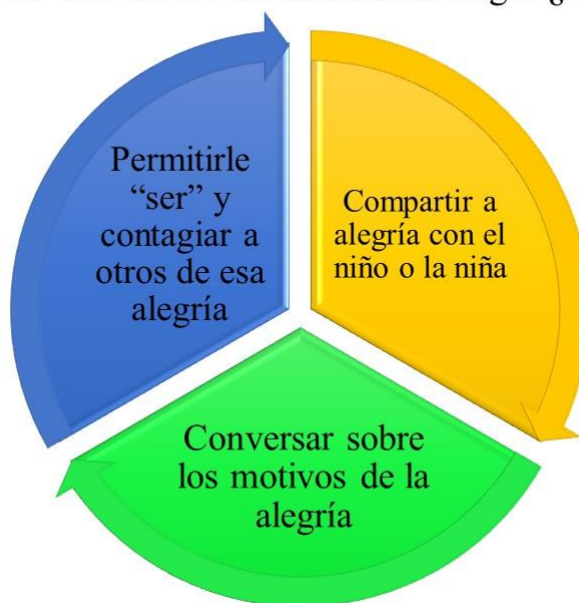 Permitirle
“ser” y
contagiar a
otros de esa
alegría
Compartir a
alegría con el
niño o la niña
Conversar sobre
los motivos de la
alegría